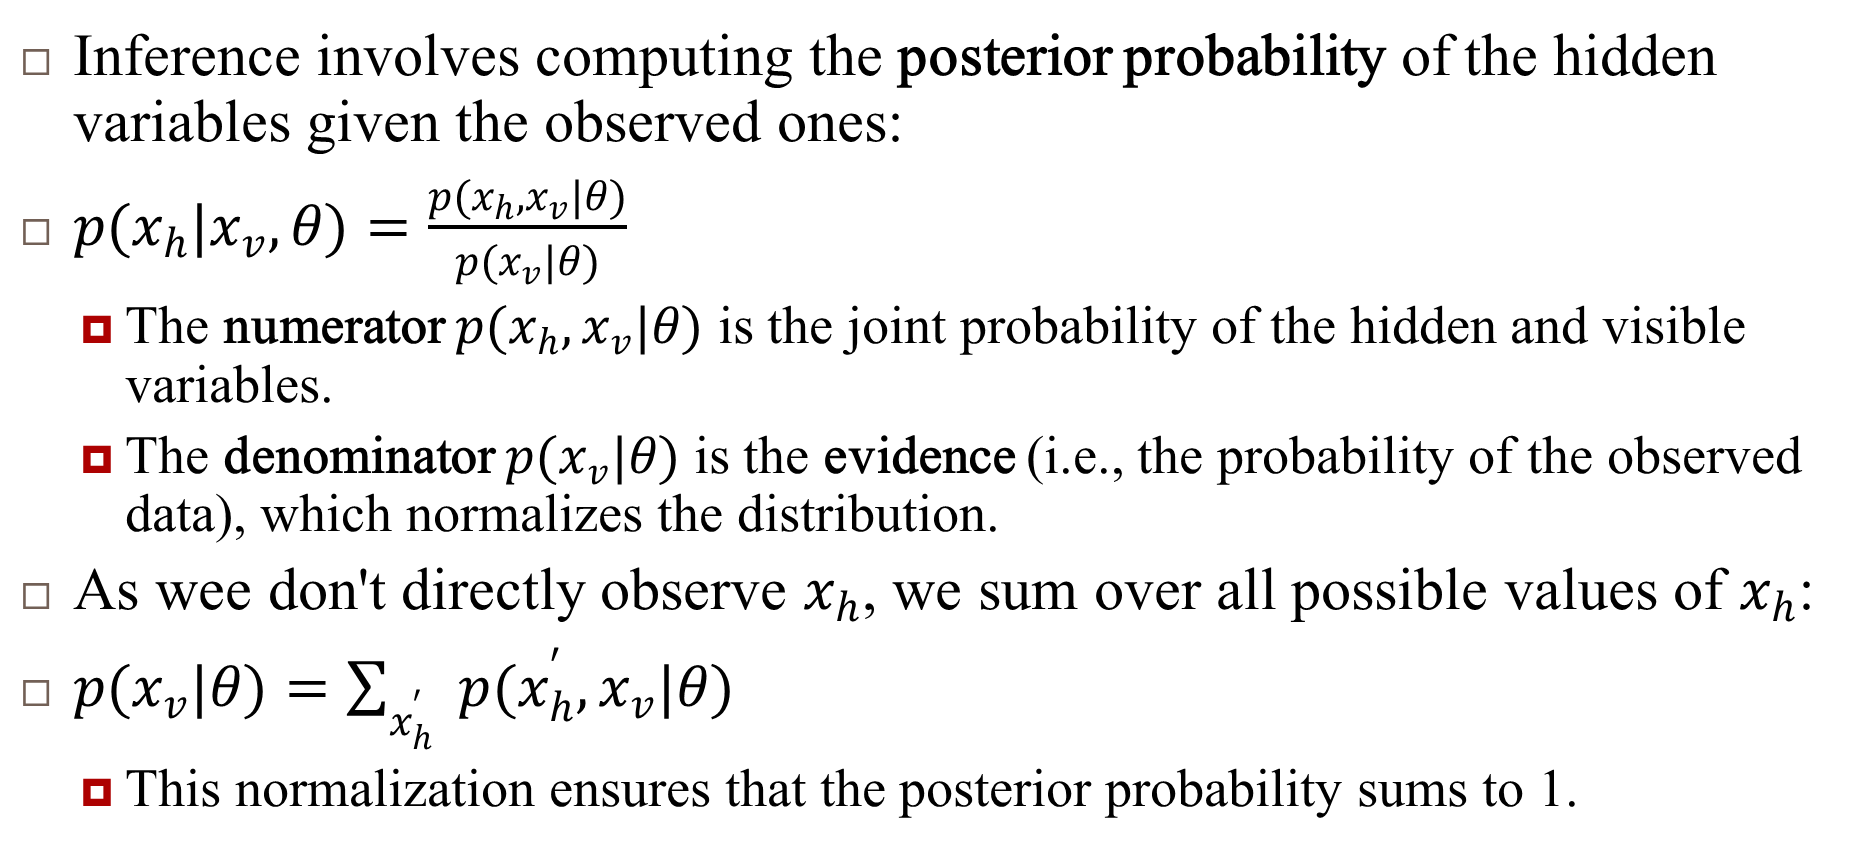 Inference involves computing the posterior probability of the hidden
variables given the observed ones:
p(x_h|x_v, θ) = p(x_h,x_v|θ) / p(x_v|θ)
The numerator p(x_h, x_v|θ) is the joint probability of the hidden and visible
variables.
The denominator p(x_v|θ) is the evidence (i.e., the probability of the observed
data), which normalizes the distribution.
As wee don't directly observe x_h, we sum over all possible values of x_h:
p(x_v|θ) = ∑_{x_h'} p(x_h', x_v|θ)
This normalization ensures that the posterior probability sums to 1.